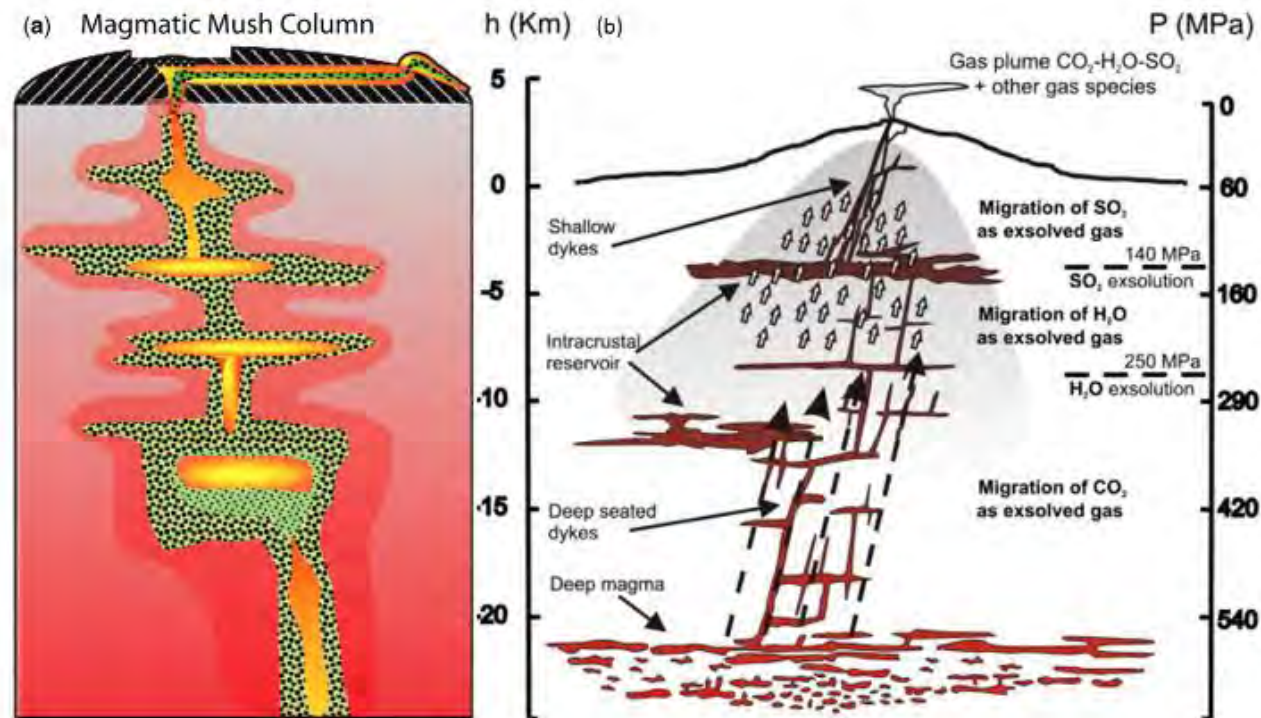 (a) Magmatic Mush Column
h (Km)
(b)
P (MPa)
Gas plume CO₂-H₂O-SO₂
+ other gas species
5
0
-5
-10
-15
-20
0
60
160
290
420
540
Shallow
dykes
Intracrustal
reservoir
Deep seated
dykes
Deep magma
Migration of SO₂
as exsolved gas
140 MPa
SO₂ exsolution
Migration of H₂O
as exsolved gas
250 MPa
H₂O exsolution
Migration of CO₂
as exsolved gas